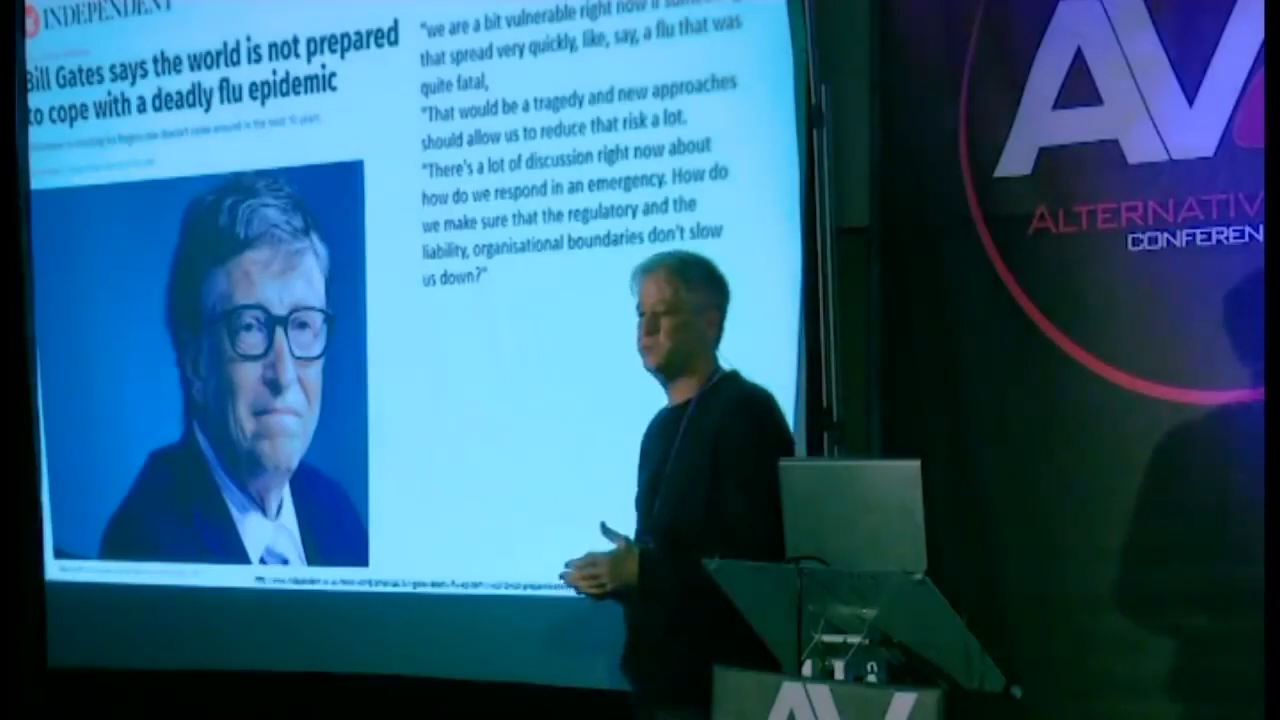 INDEPENDENT
Bill Gates says the world is not prepared
to cope with a deadly flu epidemic
"we are a bit vulnerable right now if
that spread very quickly, like, say, a flu that was
quite fatal,
"That would be a tragedy and new approaches
should allow us to reduce that risk a lot.
"There's a lot of discussion right now about
how do we respond in an emergency. How do
we make sure that the regulatory and the
liability, organisational boundaries don't slow
us down?"
AV
ALTERNATIV
CONFEREN
AV